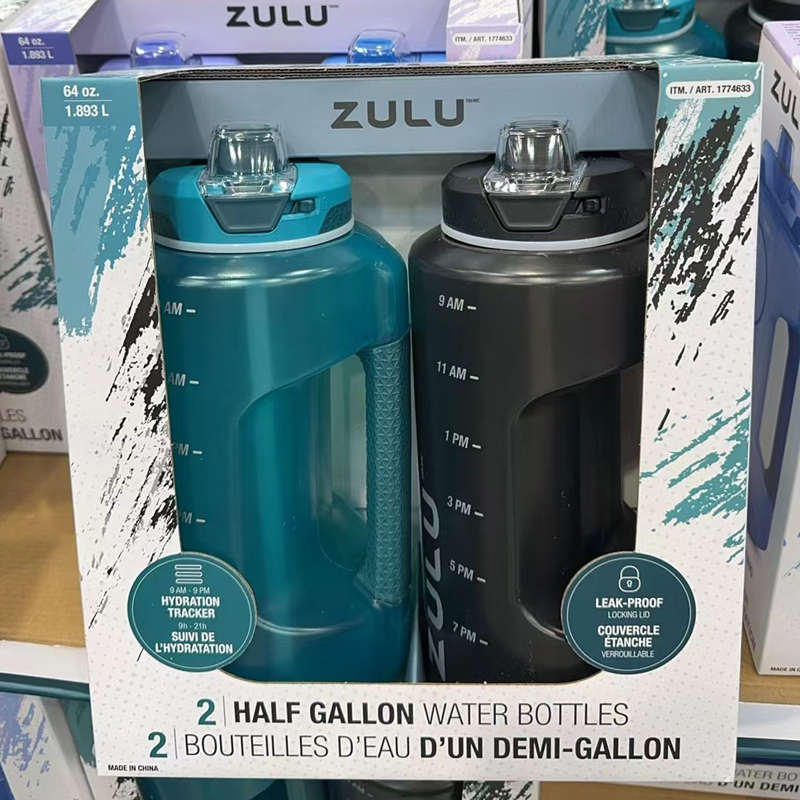 ZULU
64 oz.
1.893 L
ITM. / ART. 1774633
64 oz.
1.893 L
ZULU
ITM. / ART. 1774633
AM
AM
PM
M
9 AM
11 AM
1 PM
3 PM
5 PM
7 PM
ZULU
9 AM - 9 PM
HYDRATION
TRACKER
9h - 21h
SUIVI DE
L'HYDRATATION
LEAK-PROOF
LOCKING LID
COUVERCLE
ÉTANCHE
VERROUILLABLE
2 | HALF GALLON WATER BOTTLES
2 | BOUTEILLES D'EAU D'UN DEMI-GALLON
MADE IN CHINA
GALLON